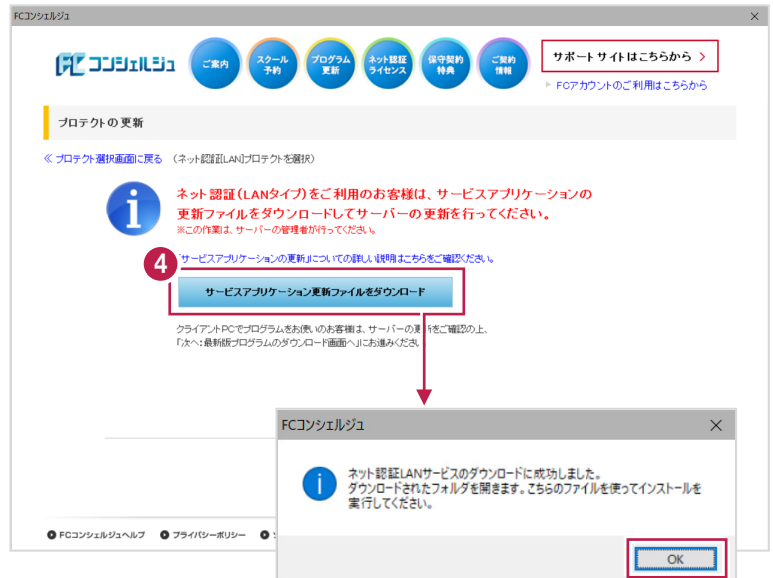 FCコンシェルジュ
FCコンシェルジュ
ご案内
スクール
予約
プログラム
更新
ネット認証
ライセンス
保守契約
特典
ご契約
情報
サポートサイトはこちらから >
FCアカウントのご利用はこちらから
プロテクトの更新
≪ プロテクト選択画面に戻る (ネット認証[LAN]プロテクトを選択)
ネット認証(LANタイプ)をご利用のお客様は、サービスアプリケーションの
更新ファイルをダウンロードしてサーバーの更新を行ってください。
※この作業は、サーバーの管理者が行ってください。
「サービスアプリケーションの更新」についての詳しい説明はこちらをご確認ください。
4
サービスアプリケーション更新ファイルをダウンロード
クライアントPCでプログラムをお使いのお客様は、サーバーの更新をご確認の上、
「次へ:最新版プログラムのダウンロード画面へ」にお進みくださ
FCコンシェルジュ
ネット認証LANサービスのダウンロードに成功しました。
ダウンロードされたフォルダを開きます。こちらのファイルを使ってインストールを
実行してください。
OK
FCコンシェルジュヘルプ プライバシーポリシー